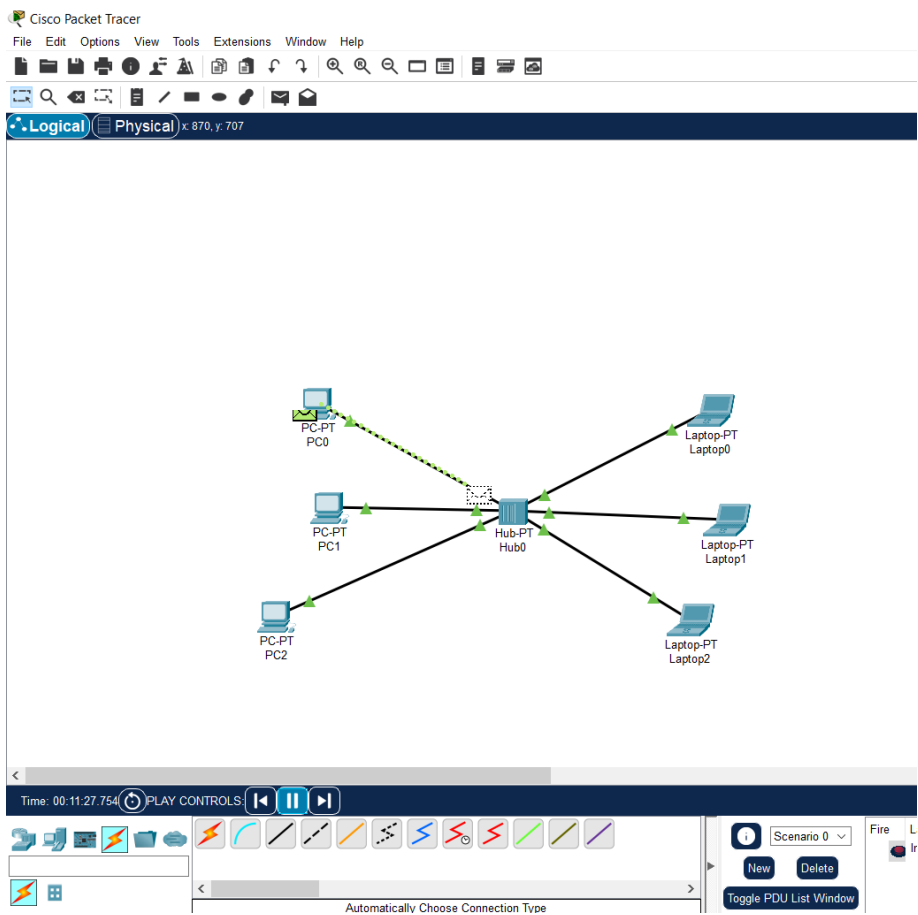 Cisco Packet Tracer
File Edit Options View Tools Extensions Window Help
Logical Physical x: 870, y: 707
PC-PT
PC0
Laptop-PT
Laptop0
PC-PT
PC1
Hub-PT
Hub0
Laptop-PT
Laptop1
PC-PT
PC2
Laptop-PT
Laptop2
Time: 00:11:27.754 PLAY CONTROLS:
Scenario 0
Fire
New Delete
Toggle PDU List Window
Automatically Choose Connection Type